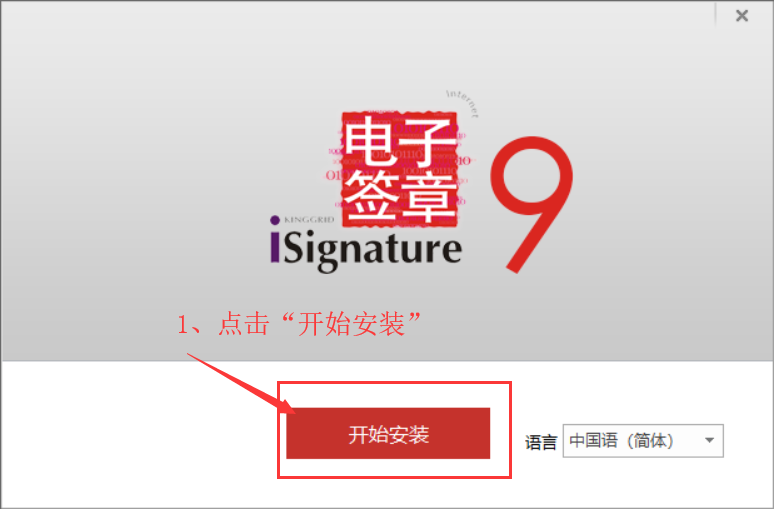 Internet
电子
签章
KINGGRID
iSignature
9
1、点击“开始安装”
开始安装
语言 中国语（简体）